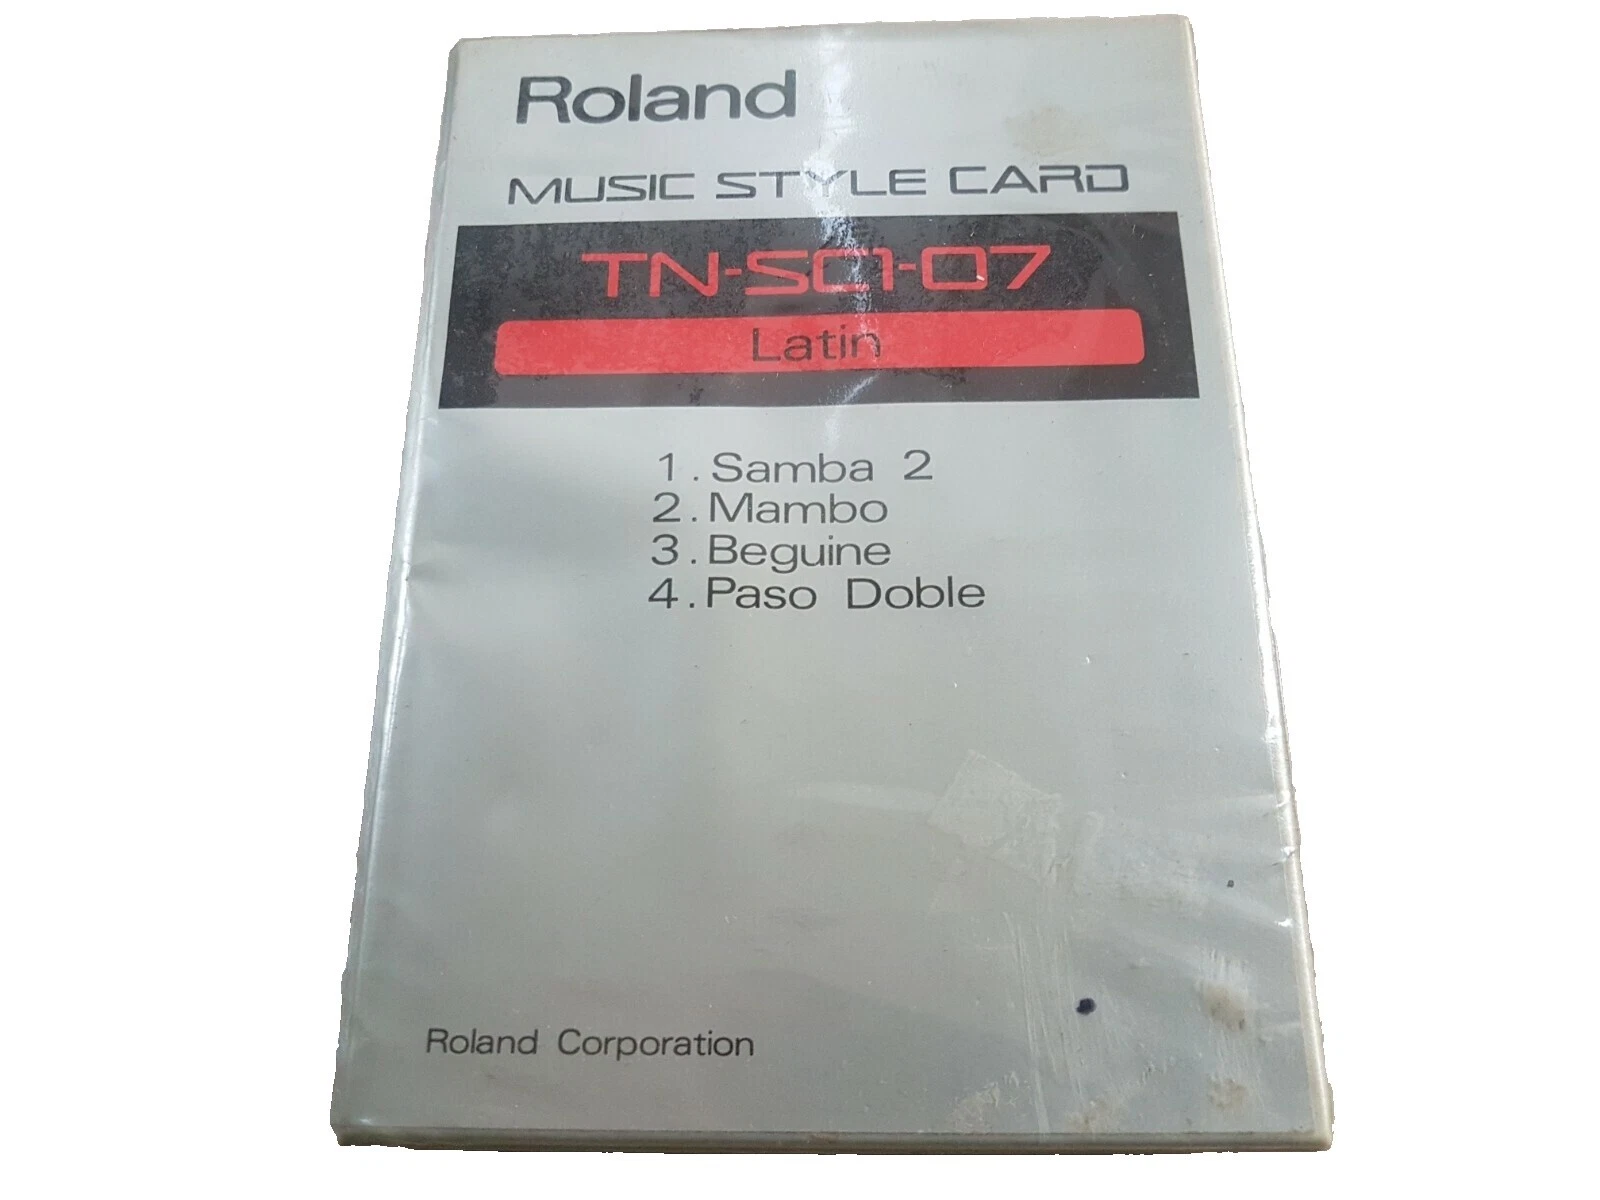 Roland
MUSIC STYLE CARD
TN-SC1-07
Latin
1.Samba 2
2.Mambo
3.Beguine
4.Paso Doble
Roland Corporation